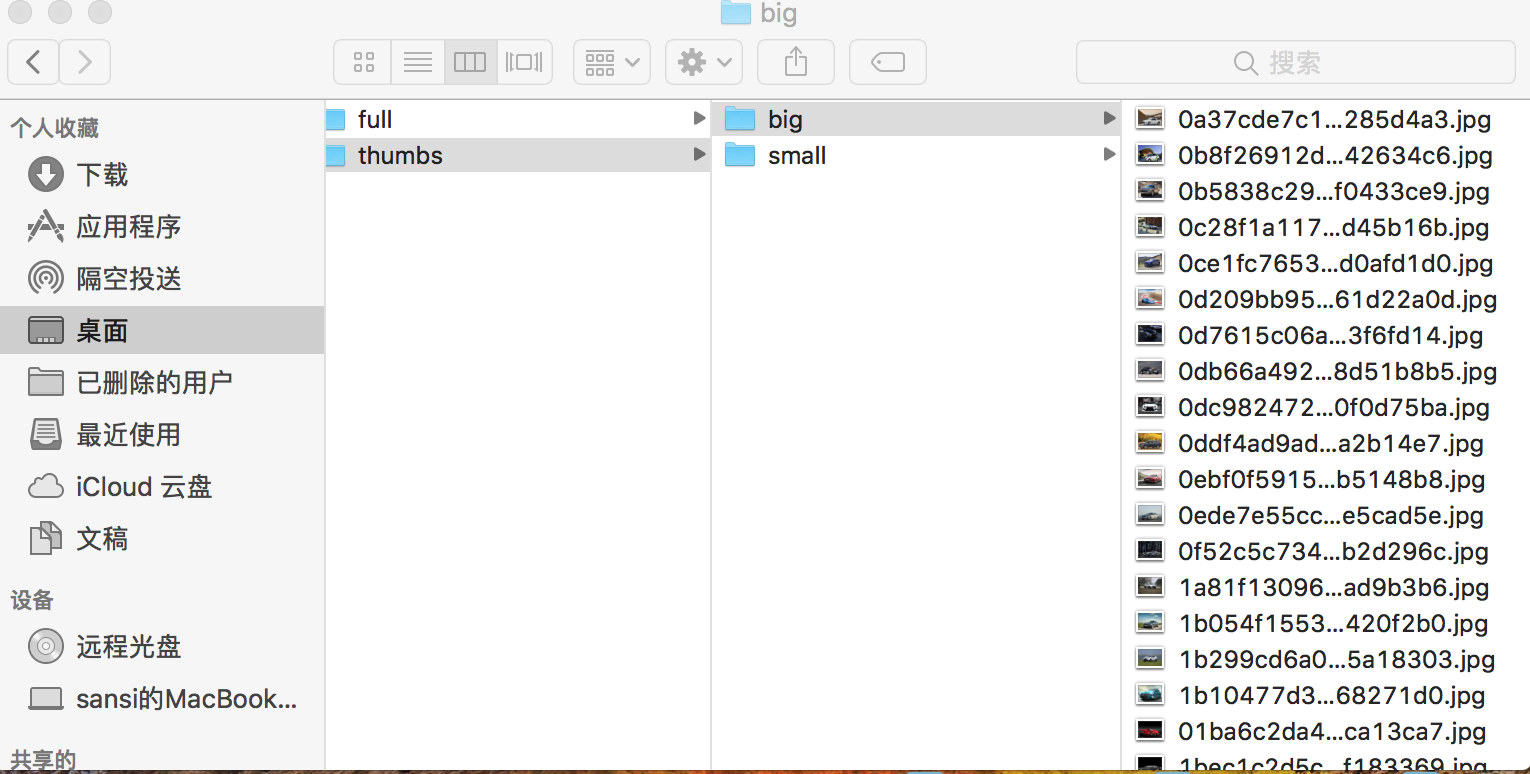 big
搜索
个人收藏
下载
应用程序
隔空投送
桌面
已删除的用户
最近使用
iCloud 云盘
文稿
设备
远程光盘
sansi的MacBook...
共享的
full
thumbs
big
small
0a37cde7c1...285d4a3.jpg
0b8f26912d...42634c6.jpg
0b5838c29...f0433ce9.jpg
0c28f1a117...d45b16b.jpg
0ce1fc7653...d0afd1d0.jpg
0d209bb95...61d22a0d.jpg
0d7615c06a...3f6fd14.jpg
0db66a492...8d51b8b5.jpg
0dc982472...0f0d75ba.jpg
0ddf4ad9ad...a2b14e7.jpg
0ebf0f5915...b5148b8.jpg
0ede7e55cc...e5cad5e.jpg
0f52c5c734...b2d296c.jpg
1a81f13096...ad9b3b6.jpg
1b054f1553...420f2b0.jpg
1b299cd6a0...5a18303.jpg
1b10477d3...68271d0.jpg
01ba6c2da4...ca13ca7.jpg
1bec1c2d5c...f183369.jpg